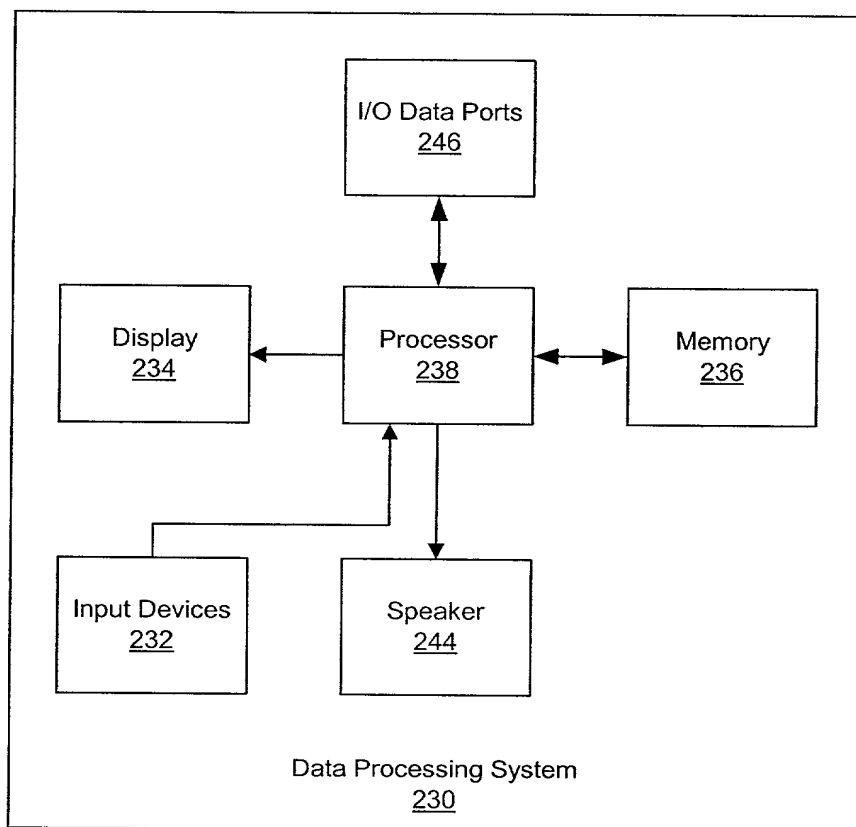 I/O Data Ports
246
Display
234
Processor
238
Memory
236
Input Devices
232
Speaker
244
Data Processing System
230